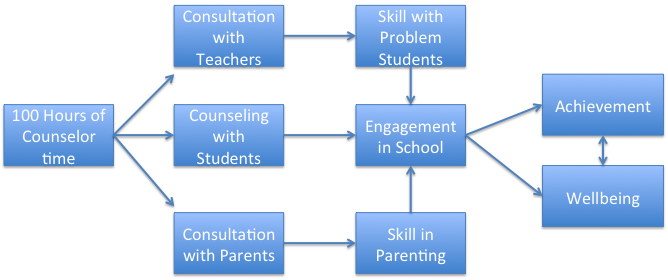 100 Hours of
Counselor
time
Consultation
with
Teachers
Skill with
Problem
Students
Counseling
with
Students
Engagement
in School
Consultation
with Parents
Skill in
Parenting
Achievement
Wellbeing